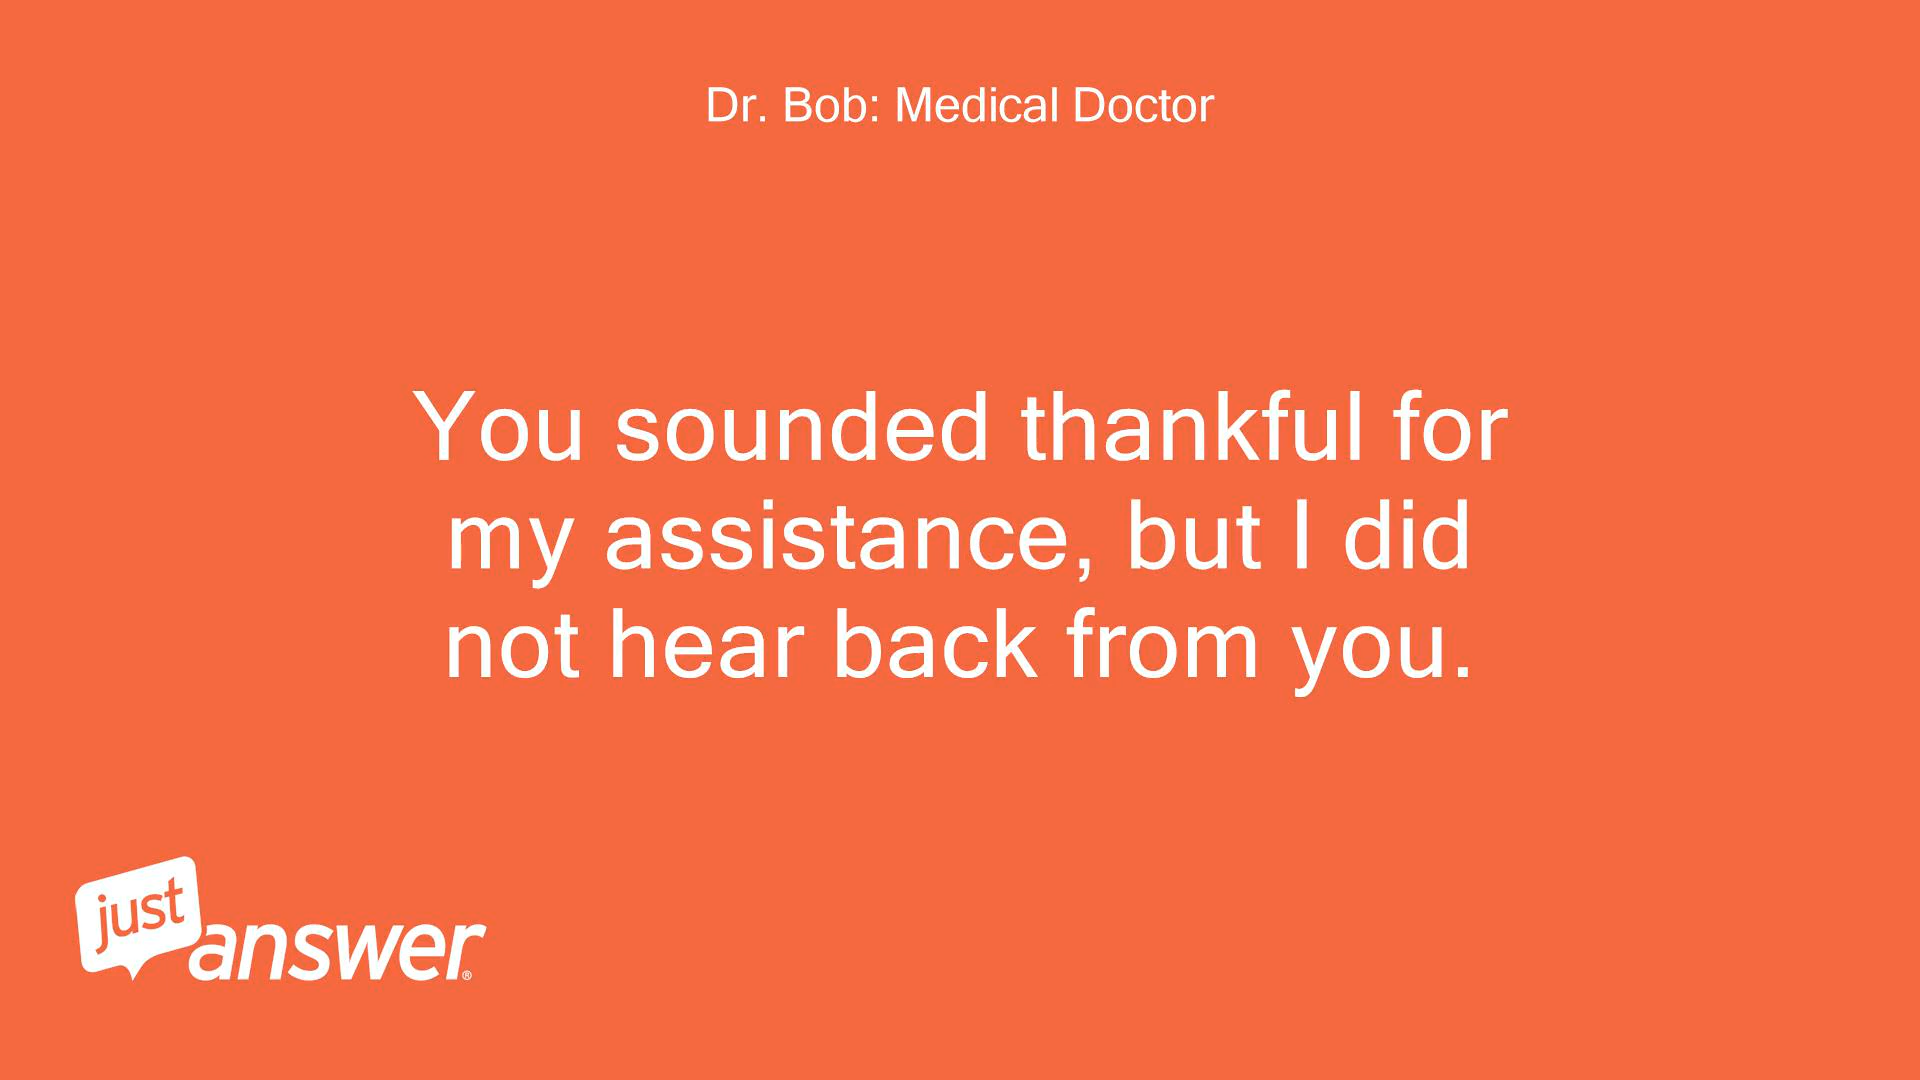 Dr. Bob: Medical Doctor
You sounded thankful for
my assistance, but I did
not hear back from you.
just
answer®